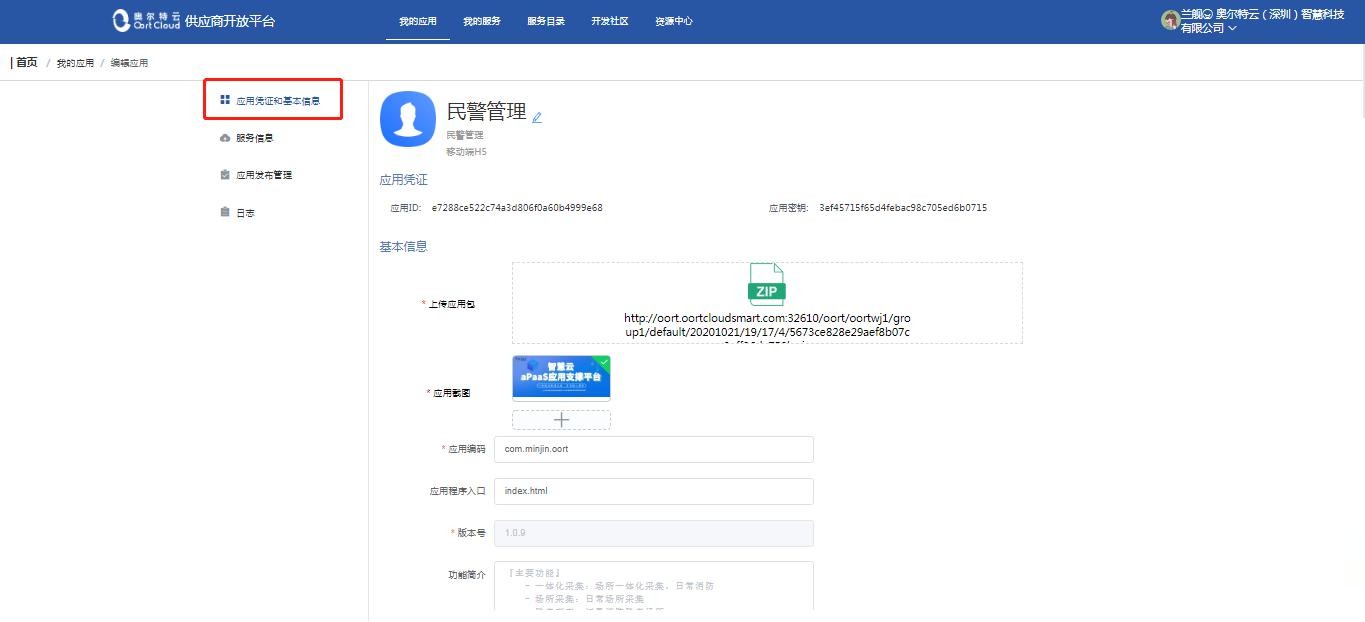 奥尔特云
Oort Cloud
供应商开放平台
我的应用
我的服务
服务目录
开发社区
资源中心
兰舰 奥尔特云（深圳）智慧科技
有限公司
首页 / 我的应用 / 编辑应用
应用凭证和基本信息
服务信息
应用发布管理
日志
民警管理
民警管理
移动端H5
应用凭证
应用ID: e7288ce522c74a3d806f0a60b4999e68
应用密钥: 3ef45715f65d4febac98c705ed6b0715
基本信息
* 上传应用包
ZIP
http://oort.oortcloudsmart.com:32610/oort/oortwj1/gro
up1/default/20201021/19/17/4/5673ce828e29aef8b07c
* 应用截图
智慧云
aPaaS应用支撑平台
* 应用编码
com.minjin.oort
应用程序入口
index.html
* 版本号
1.0.9
功能简介
『主要功能』
- 一体化采集：场所一体化采集，日常消防
- 场所采集：日常场所采集